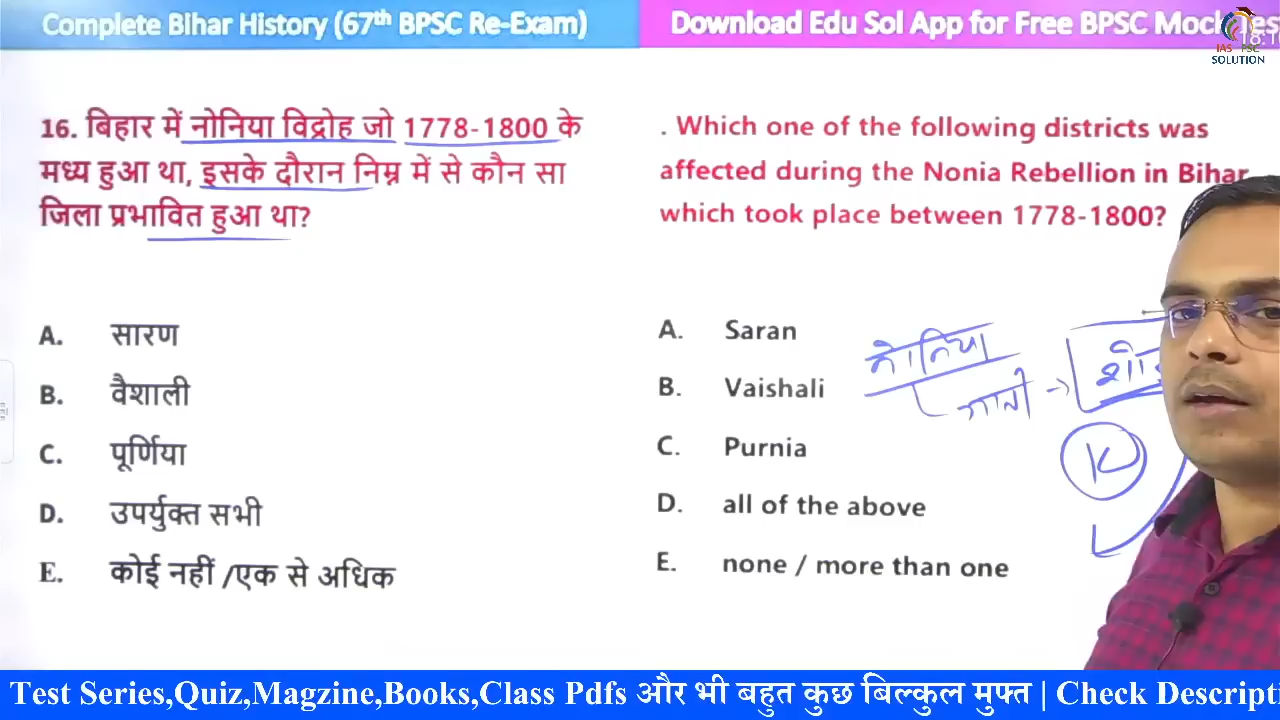 Complete Bihar History (67th BPSC Re-Exam)
Download Edu Sol App for Free BPSC Mock
IAS PSC
SOLUTION
16. बिहार में नोनिया विद्रोह जो 1778-1800 के
मध्य हुआ था, इसके दौरान निम्न में से कौन सा
जिला प्रभावित हुआ था?
A. सारण
B. वैशाली
C. पूर्णिया
D. उपर्युक्त सभी
E. कोई नहीं /एक से अधिक
. Which one of the following districts was
affected during the Nonia Rebellion in Bihar
which took place between 1778-1800?
A. Saran
B. Vaishali
C. Purnia
D. all of the above
E. none / more than one
नोनिया
K
Test Series,Quiz,Magzine,Books,Class Pdfs और भी बहुत कुछ बिल्कुल मुफ्त | Check Descripti